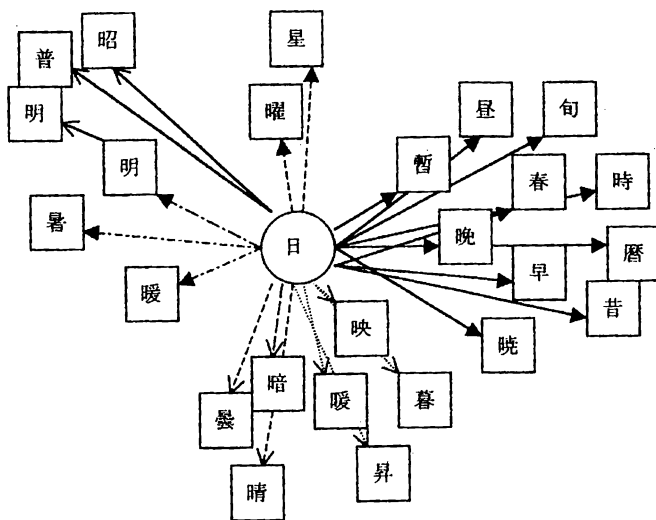 星
昭
普
明
曜
昼
旬
暫
明
春
時
暑
日
晩
暦
早
暖
昔
映
暁
暗
暖
暮
曇
晴
昇